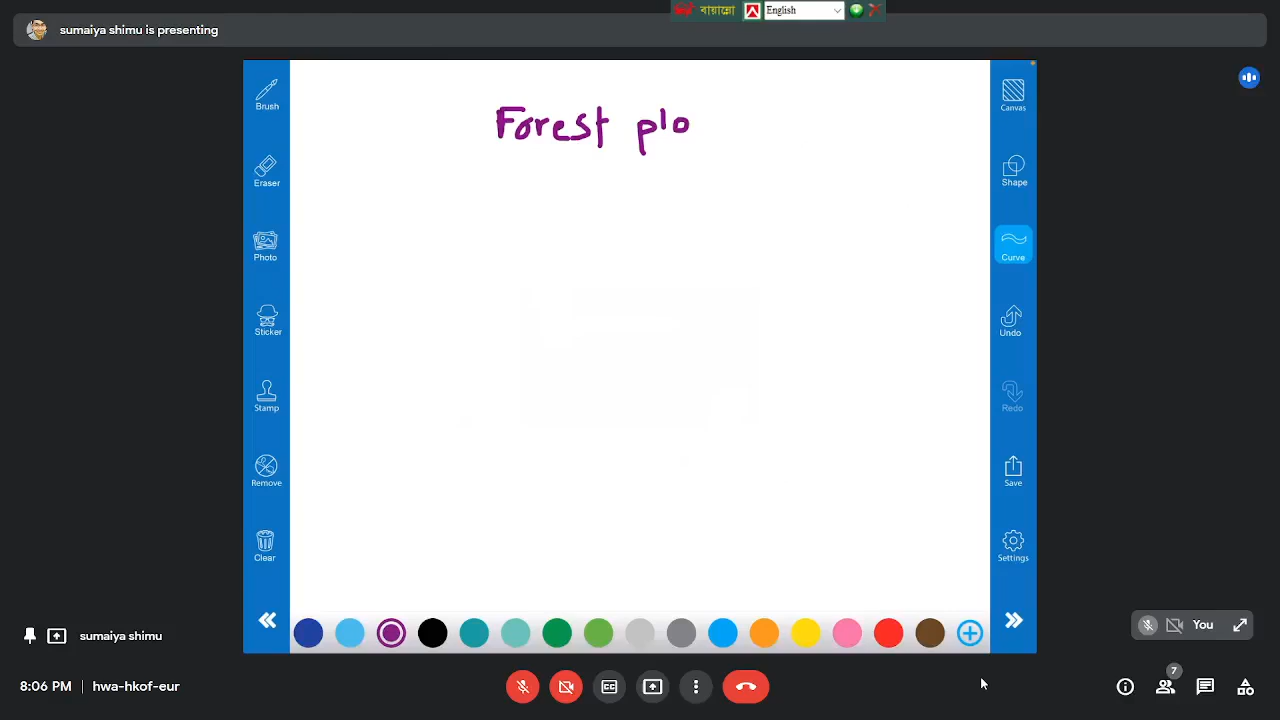 বায়ান্নো English
sumaiya shimu is presenting
Forest plo
Brush
Eraser
Photo
Sticker
Stamp
Remove
Clear
Canvas
Shape
Curve
Undo
Redo
Save
Settings
sumaiya shimu
You
8:06 PM | hwa-hkof-eur
7